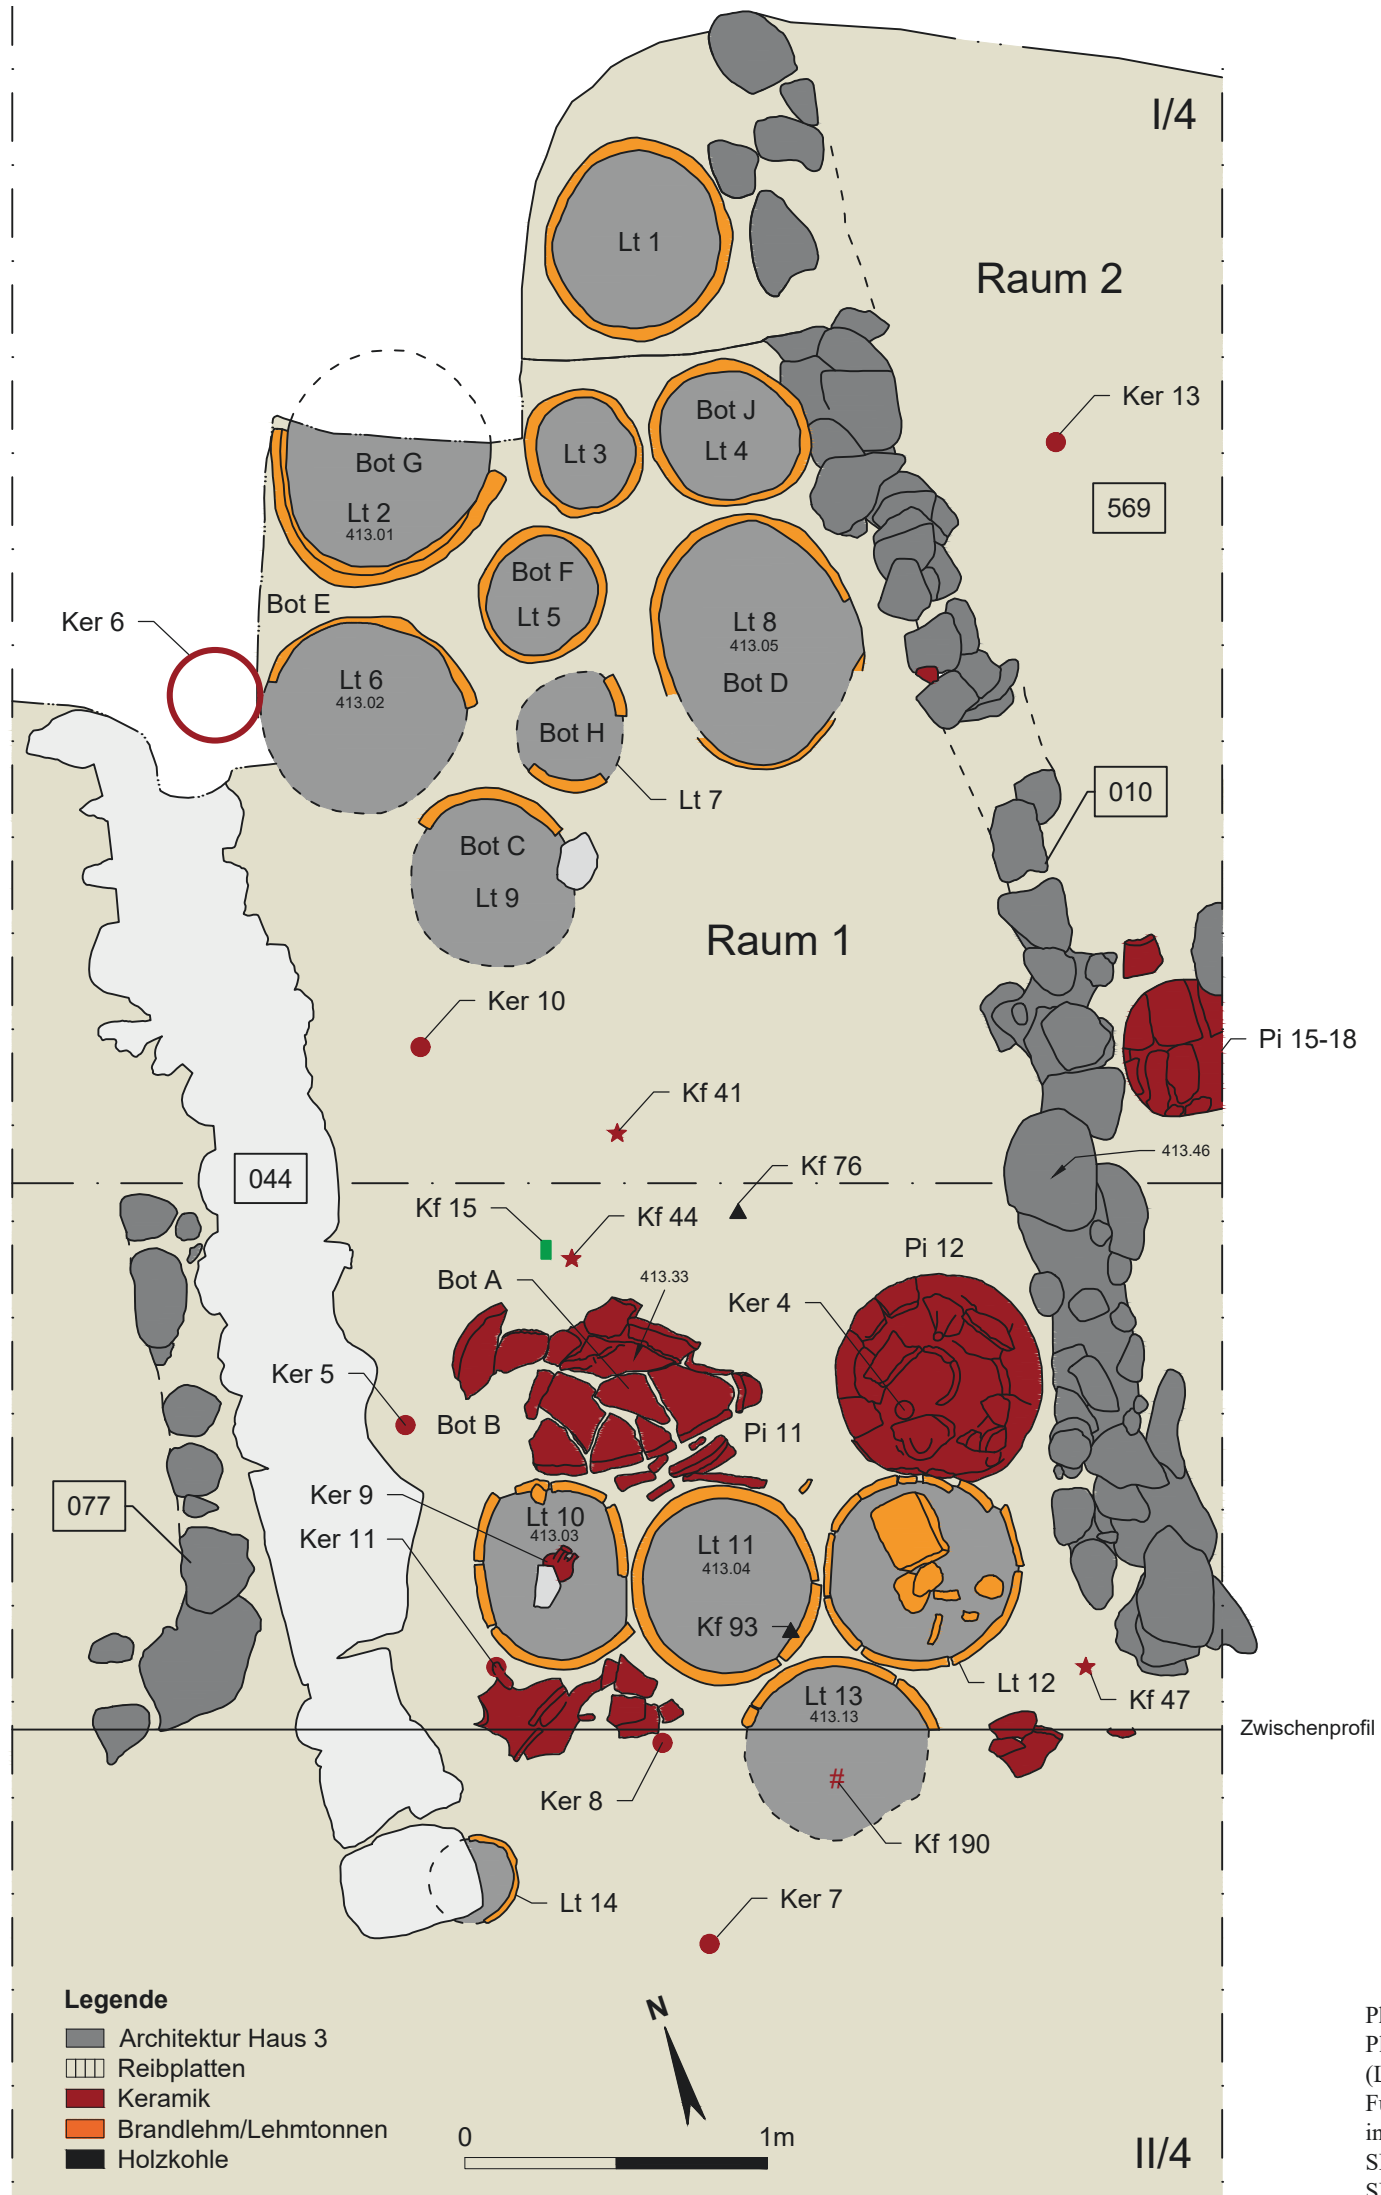 I/4
Lt 1
Raum 2
Ker 13
Bot J
Lt 4
Lt 3
Bot G
Lt 2
413.01
569
Bot F
Lt 5
Bot E
Ker 6
Lt 8
413.05
Bot D
Lt 6
413.02
Bot H
Lt 7
010
Bot C
Lt 9
Raum 1
Ker 10
Pi 15-18
Kf 41
413.46
Kf 76
044
Kf 15
Kf 44
Pi 12
Bot A
413.33
Ker 4
Ker 5
Bot B
Pi 11
Ker 9
077
Lt 10
413.03
Ker 11
Lt 11
413.04
Kf 93
Lt 12
Lt 13
413.13
Kf 47
Zwischenprofil
#
Ker 8
Kf 190
Lt 14
Ker 7
N
Legende
Architektur Haus 3
Reibplatten
Keramik
Brandlehm/Lehmtonnen
Holzkohle
0 1m
II/4